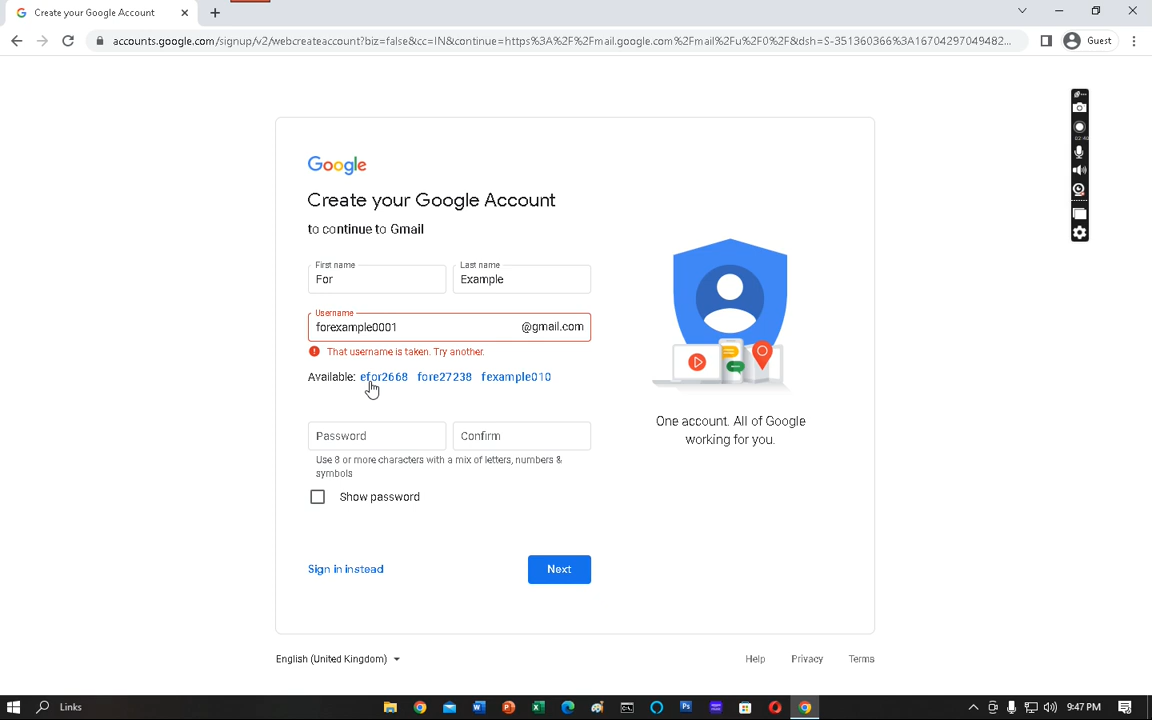 Create your Google Account
accounts.google.com/signup/v2/webcreateaccount?biz=false&cc=IN&continue=https%3A%2F%2Fmail.google.com%2Fmail%2Fu%2F0%2F&dsh=S-351360366%3A16704297049482...
Guest
Google
Create your Google Account
to continue to Gmail
First name
Last name
For
Example
Username
forexample0001
@gmail.com
That username is taken. Try another.
Available: efor2668 fore27238 fexample010
Password
Confirm
Use 8 or more characters with a mix of letters, numbers &
symbols
Show password
Sign in instead
Next
One account. All of Google
working for you.
English (United Kingdom)
Help
Privacy
Terms
Links
9:47 PM